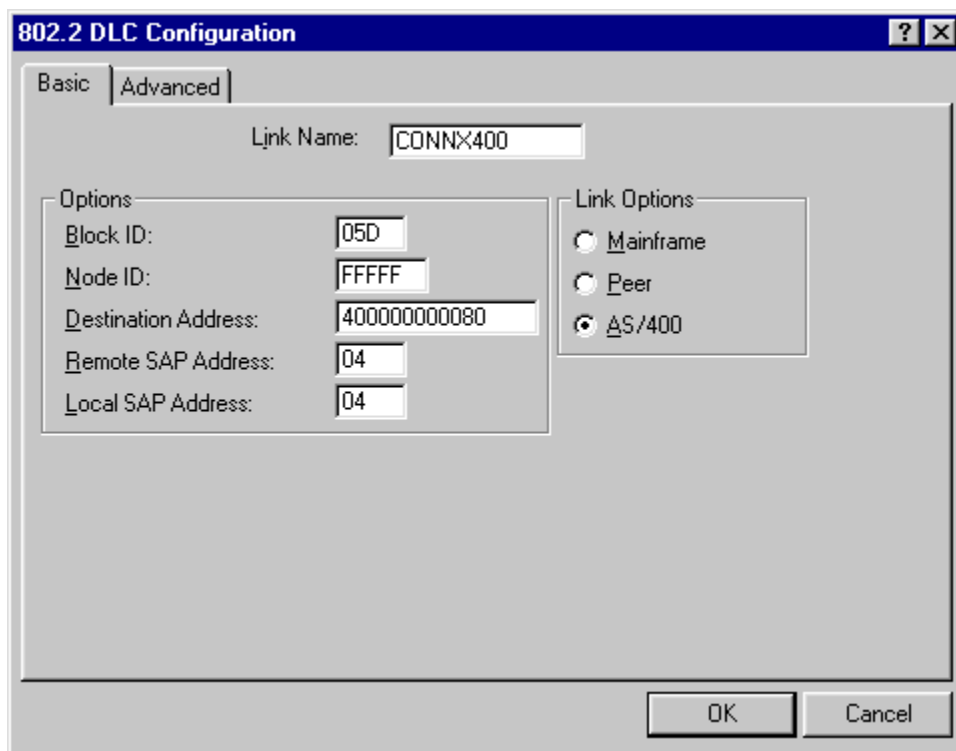 802.2 DLC Configuration ? X
Basic Advanced
Link Name: CONNX400
Options
Block ID: 05D
Node ID: FFFFF
Destination Address: 400000000080
Remote SAP Address: 04
Local SAP Address: 04
Link Options
Mainframe
Peer
AS/400
OK Cancel